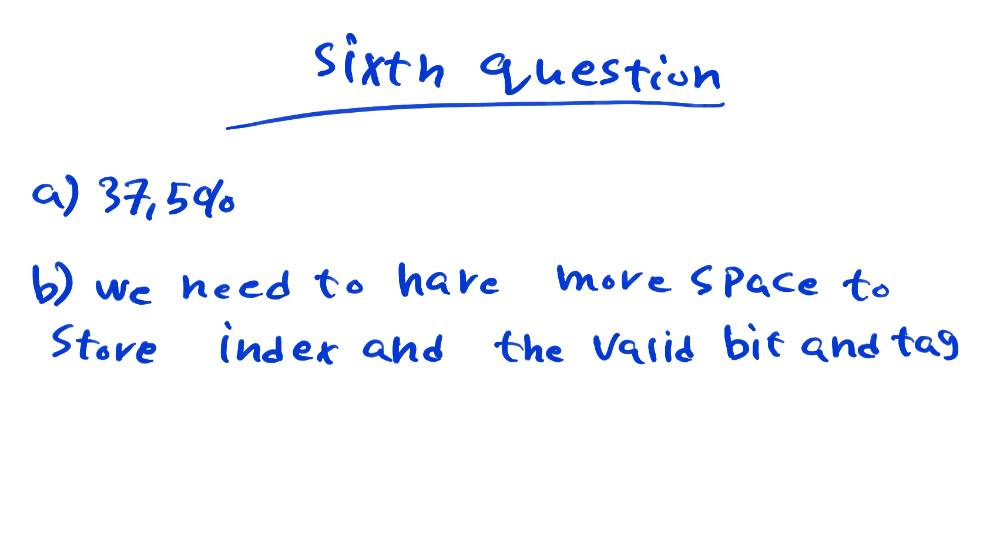 sixth question
a) 37,5%
b) we need to have more space to
store index and the valid bit and tag